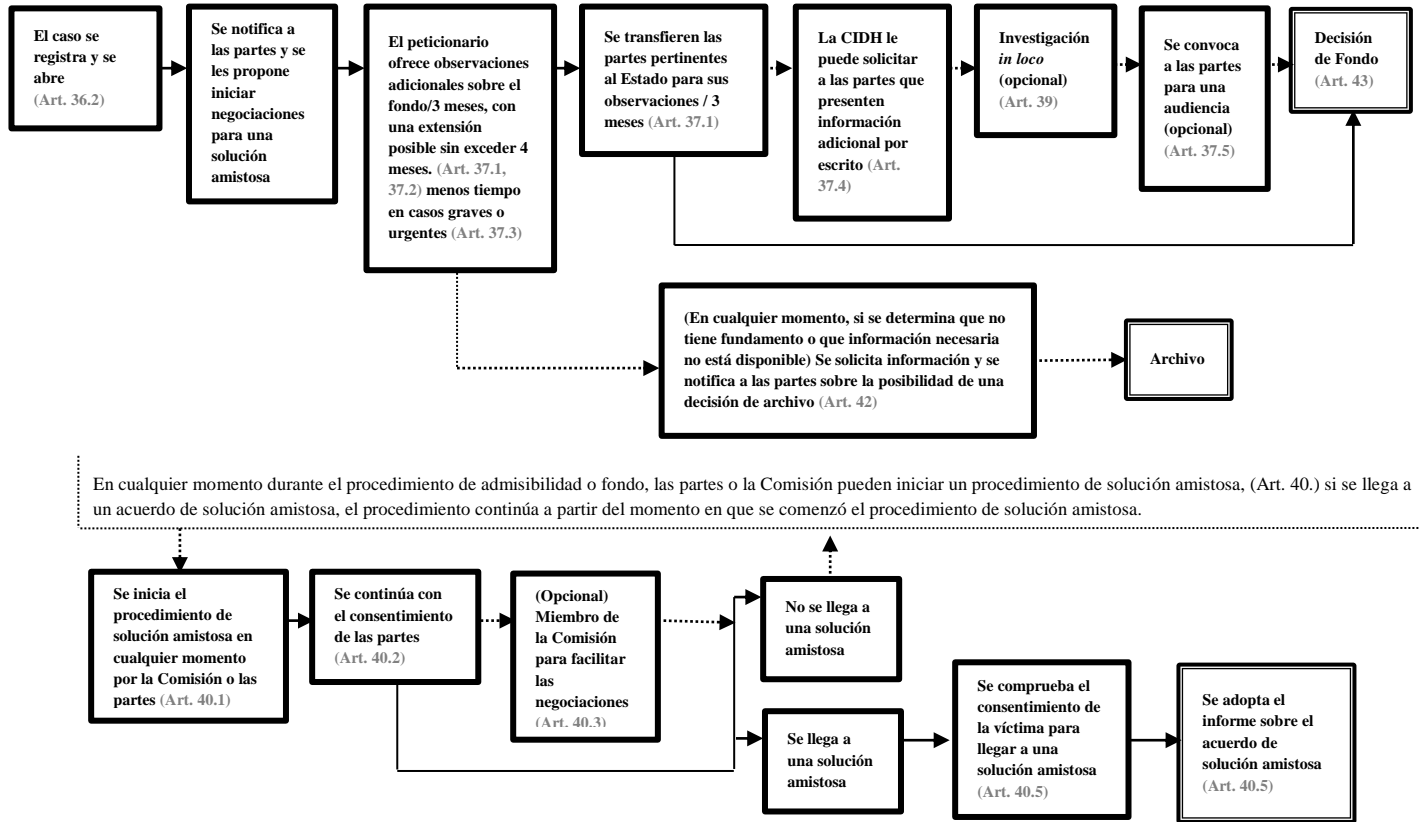 El caso se
registra y se
abre
(Art. 36.2)
Se notifica a
las partes y se
les propone
iniciar
negociaciones
para una
solución
amistosa
El peticionario
ofrece observaciones
adicionales sobre el
fondo/3 meses, con
una extensión
posible sin exceder 4
meses. (Art. 37.1,
37.2) menos tiempo
en casos graves o
urgentes (Art. 37.3)
Se transfieren las
partes pertinentes
al Estado para sus
observaciones / 3
meses (Art. 37.1)
La CIDH le
puede solicitar
a las partes que
presenten
información
adicional por
escrito (Art.
37.4)
Investigación
in loco
(opcional)
(Art. 39)
Se convoca
a las partes
para una
audiencia
(opcional)
(Art. 37.5)
Decisión
de Fondo
(Art. 43)
(En cualquier momento, si se determina que no
tiene fundamento o que información necesaria
no está disponible) Se solicita información y se
notifica a las partes sobre la posibilidad de una
decisión de archivo (Art. 42)
Archivo
En cualquier momento durante el procedimiento de admisibilidad o fondo, las partes o la Comisión pueden iniciar un procedimiento de solución amistosa, (Art. 40.) si se llega a
un acuerdo de solución amistosa, el procedimiento continúa a partir del momento en que se comenzó el procedimiento de solución amistosa.
Se inicia el
procedimiento de
solución amistosa en
cualquier momento
por la Comisión o las
partes (Art. 40.1)
Se continúa con
el consentimiento
de las partes
(Art. 40.2)
(Opcional)
Miembro de
la Comisión
para facilitar
las
negociaciones
(Art. 40.3)
No se llega a
una solución
amistosa
Se llega a
una solución
amistosa
Se comprueba el
consentimiento de
la víctima para
llegar a una
solución amistosa
(Art. 40.5)
Se adopta el
informe sobre el
acuerdo de
solución amistosa
(Art. 40.5)